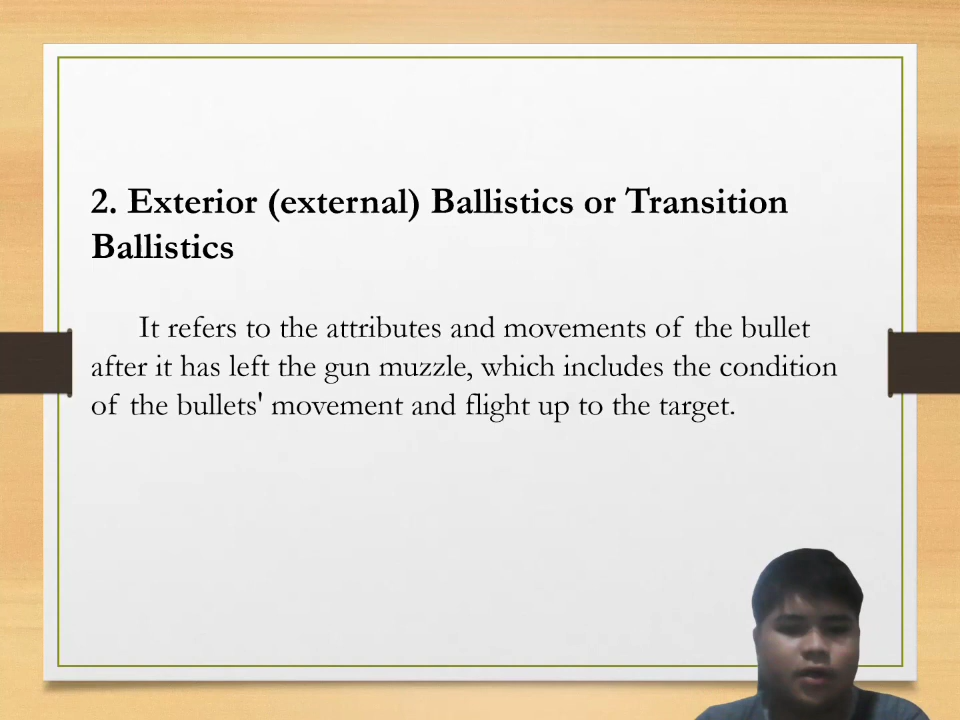 2. Exterior (external) Ballistics or Transition
Ballistics
It refers to the attributes and movements of the bullet
after it has left the gun muzzle, which includes the condition
of the bullets' movement and flight up to the target.